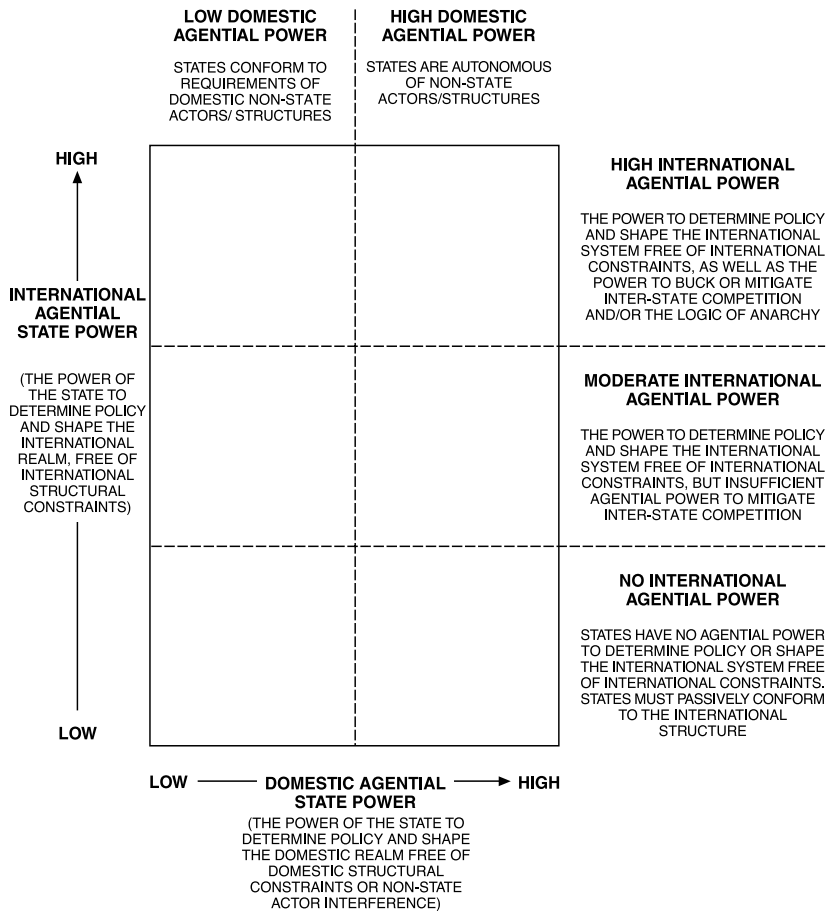 LOW DOMESTIC
AGENTIAL POWER
STATES CONFORM TO
REQUIREMENTS OF
DOMESTIC NON-STATE
ACTORS/ STRUCTURES
HIGH DOMESTIC
AGENTIAL POWER
STATES ARE AUTONOMOUS
OF NON-STATE
ACTORS/STRUCTURES
HIGH
INTERNATIONAL
AGENTIAL
STATE POWER
(THE POWER OF
THE STATE TO
DETERMINE POLICY
AND SHAPE THE
INTERNATIONAL
REALM, FREE OF
INTERNATIONAL
STRUCTURAL
CONSTRAINTS)
LOW
HIGH INTERNATIONAL
AGENTIAL POWER
THE POWER TO DETERMINE POLICY
AND SHAPE THE INTERNATIONAL
SYSTEM FREE OF INTERNATIONAL
CONSTRAINTS, AS WELL AS THE
POWER TO BUCK OR MITIGATE
INTER-STATE COMPETITION
AND/OR THE LOGIC OF ANARCHY
MODERATE INTERNATIONAL
AGENTIAL POWER
THE POWER TO DETERMINE POLICY
AND SHAPE THE INTERNATIONAL
SYSTEM FREE OF INTERNATIONAL
CONSTRAINTS, BUT INSUFFICIENT
AGENTIAL POWER TO MITIGATE
INTER-STATE COMPETITION
NO INTERNATIONAL
AGENTIAL POWER
STATES HAVE NO AGENTIAL POWER
TO DETERMINE POLICY OR SHAPE
THE INTERNATIONAL SYSTEM FREE
OF INTERNATIONAL CONSTRAINTS.
STATES MUST PASSIVELY CONFORM
TO THE INTERNATIONAL
STRUCTURE
LOW
DOMESTIC AGENTIAL
STATE POWER
HIGH
(THE POWER OF THE STATE TO
DETERMINE POLICY AND SHAPE
THE DOMESTIC REALM FREE OF
DOMESTIC STRUCTURAL
CONSTRAINTS OR NON-STATE
ACTOR INTERFERENCE)